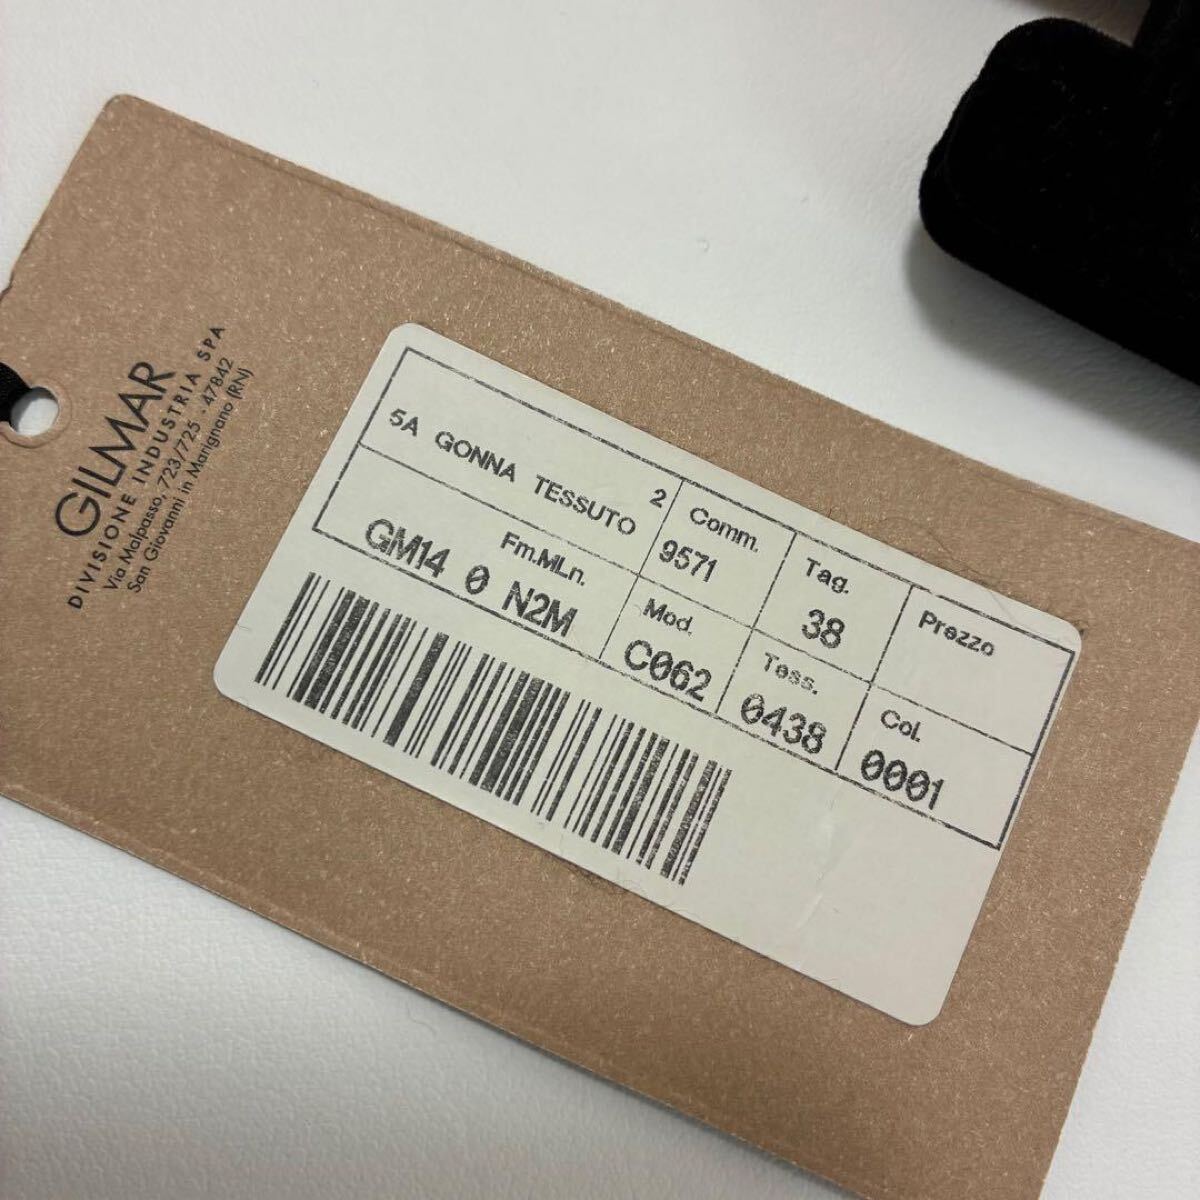 GILMAR
DIVISIONE INDUSTRIA SPA
Via Malpasso, 723/725 - 47842
San Giovanni in Marignano (RN)
2
5A GONNA TESSUTO
Comm.
9571
Tag.
38
Prezzo
Fm.MLn.
GM14 0 N2M
Mod.
C062
Tess.
0438
Col.
0001